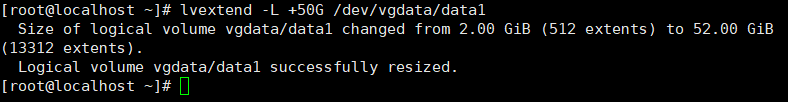 [root@localhost ~]# lvextend -L +50G /dev/vgdata/data1
  Size of logical volume vgdata/data1 changed from 2.00 GiB (512 extents) to 52.00 GiB
(13312 extents).
  Logical volume vgdata/data1 successfully resized.
[root@localhost ~]#